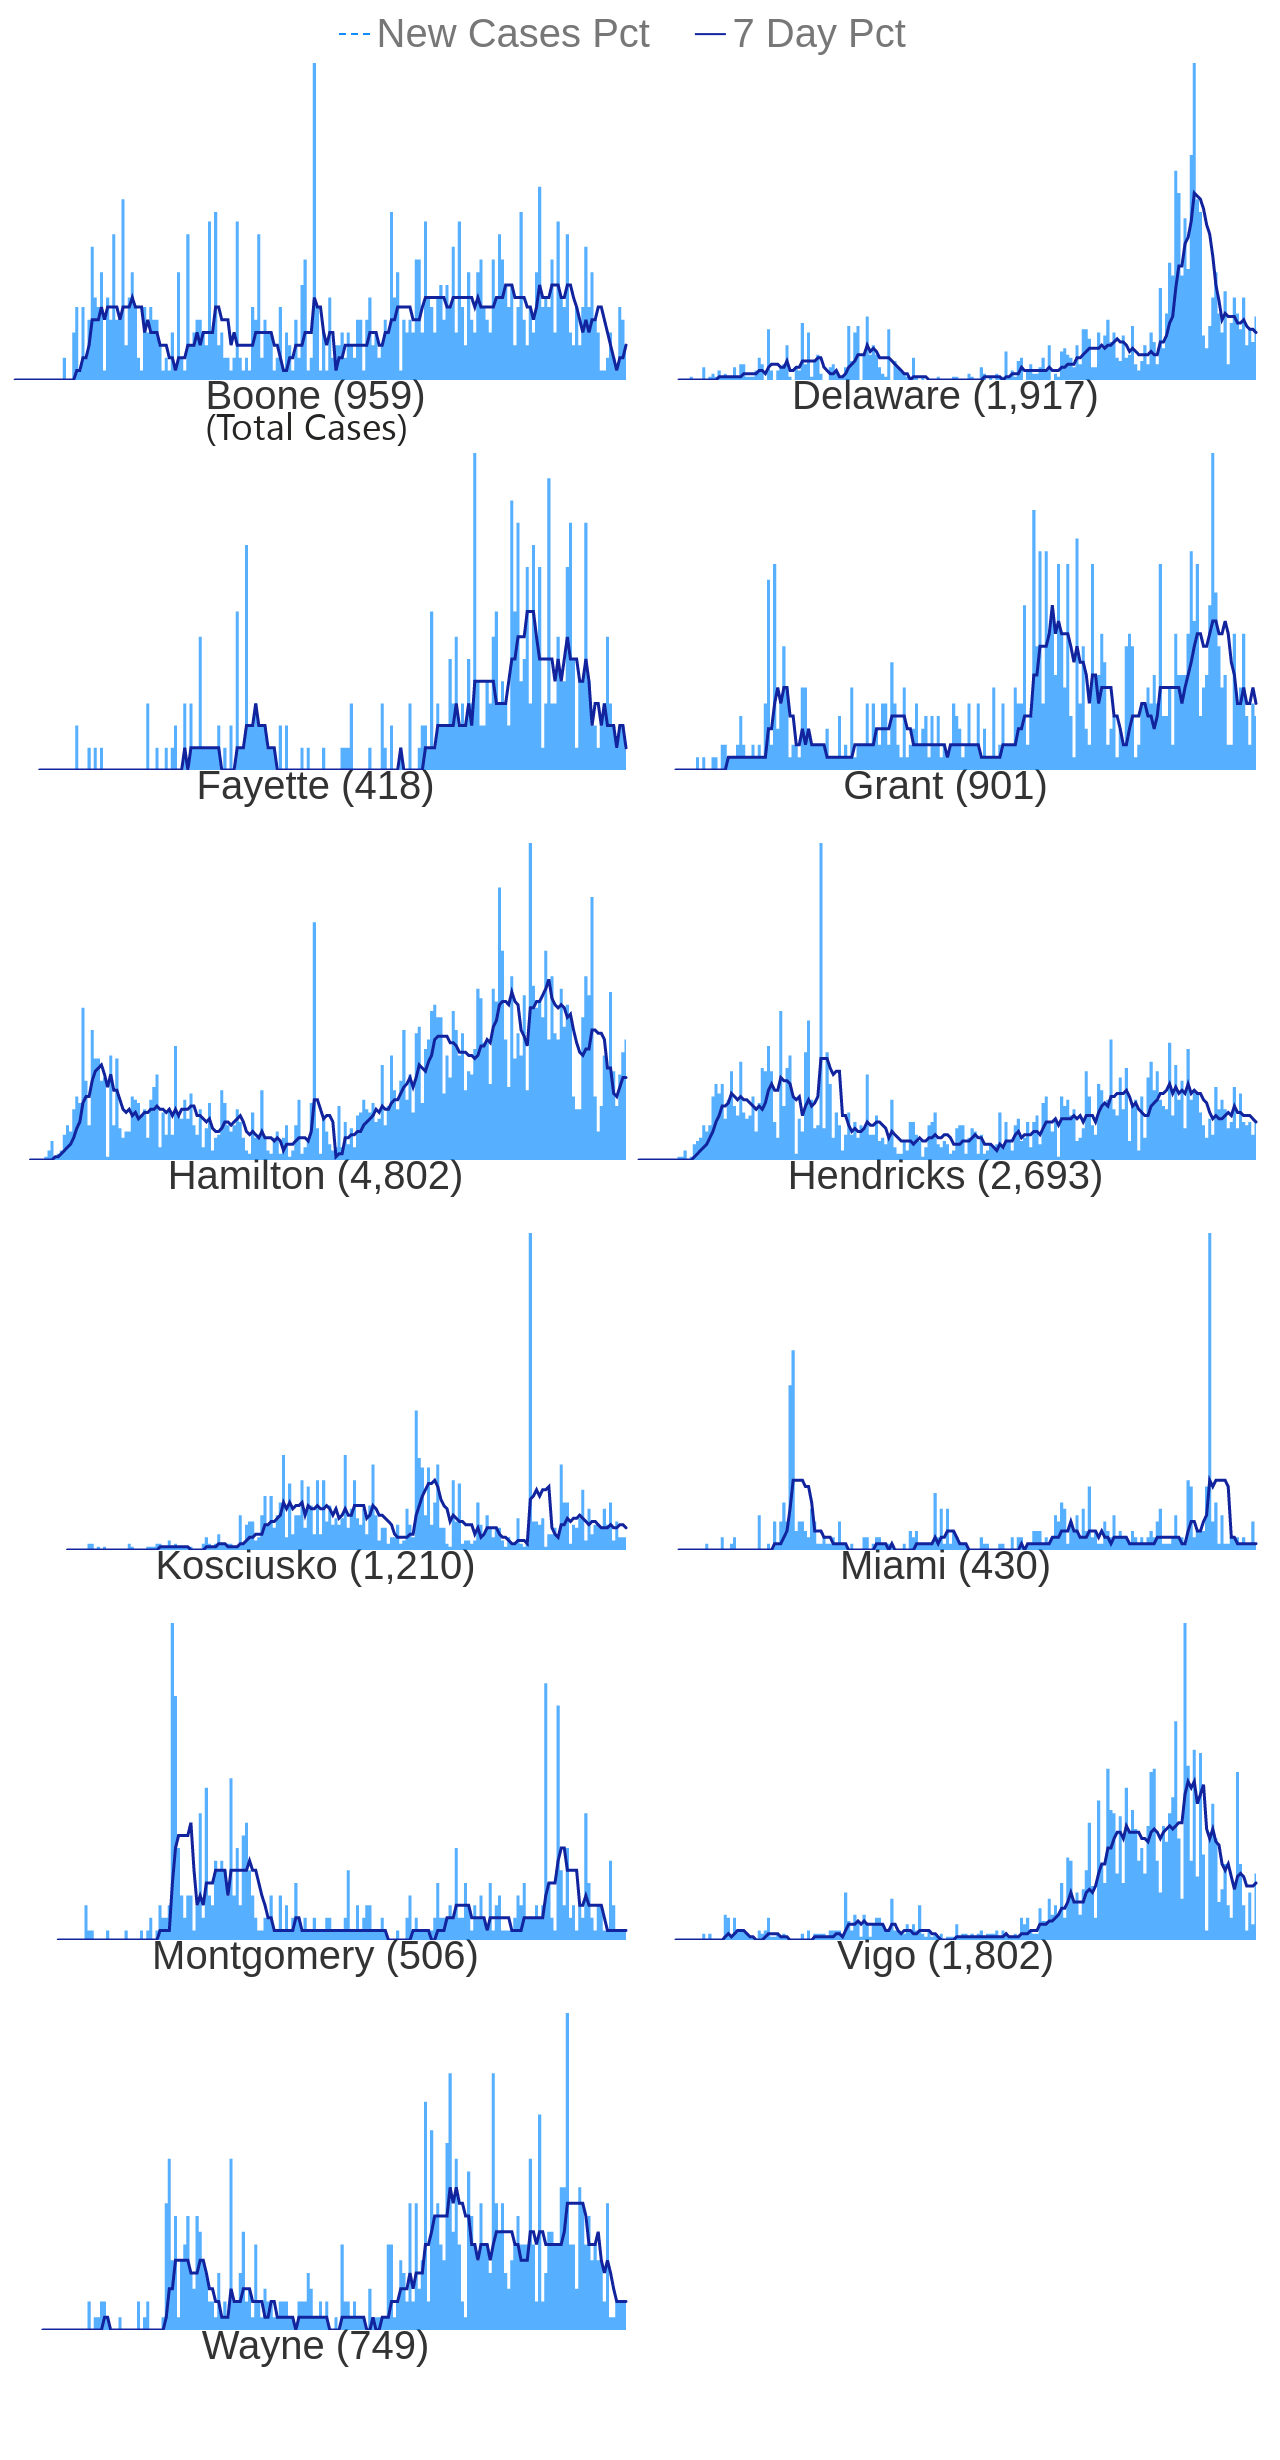 New Cases Pct 7 Day Pct
Boone (959) Delaware (1,917)
(Total Cases)
Fayette (418) Grant (901)
Hamilton (4,802) Hendricks (2,693)
Kosciusko (1,210) Miami (430)
Montgomery (506) Vigo (1,802)
Wayne (749)